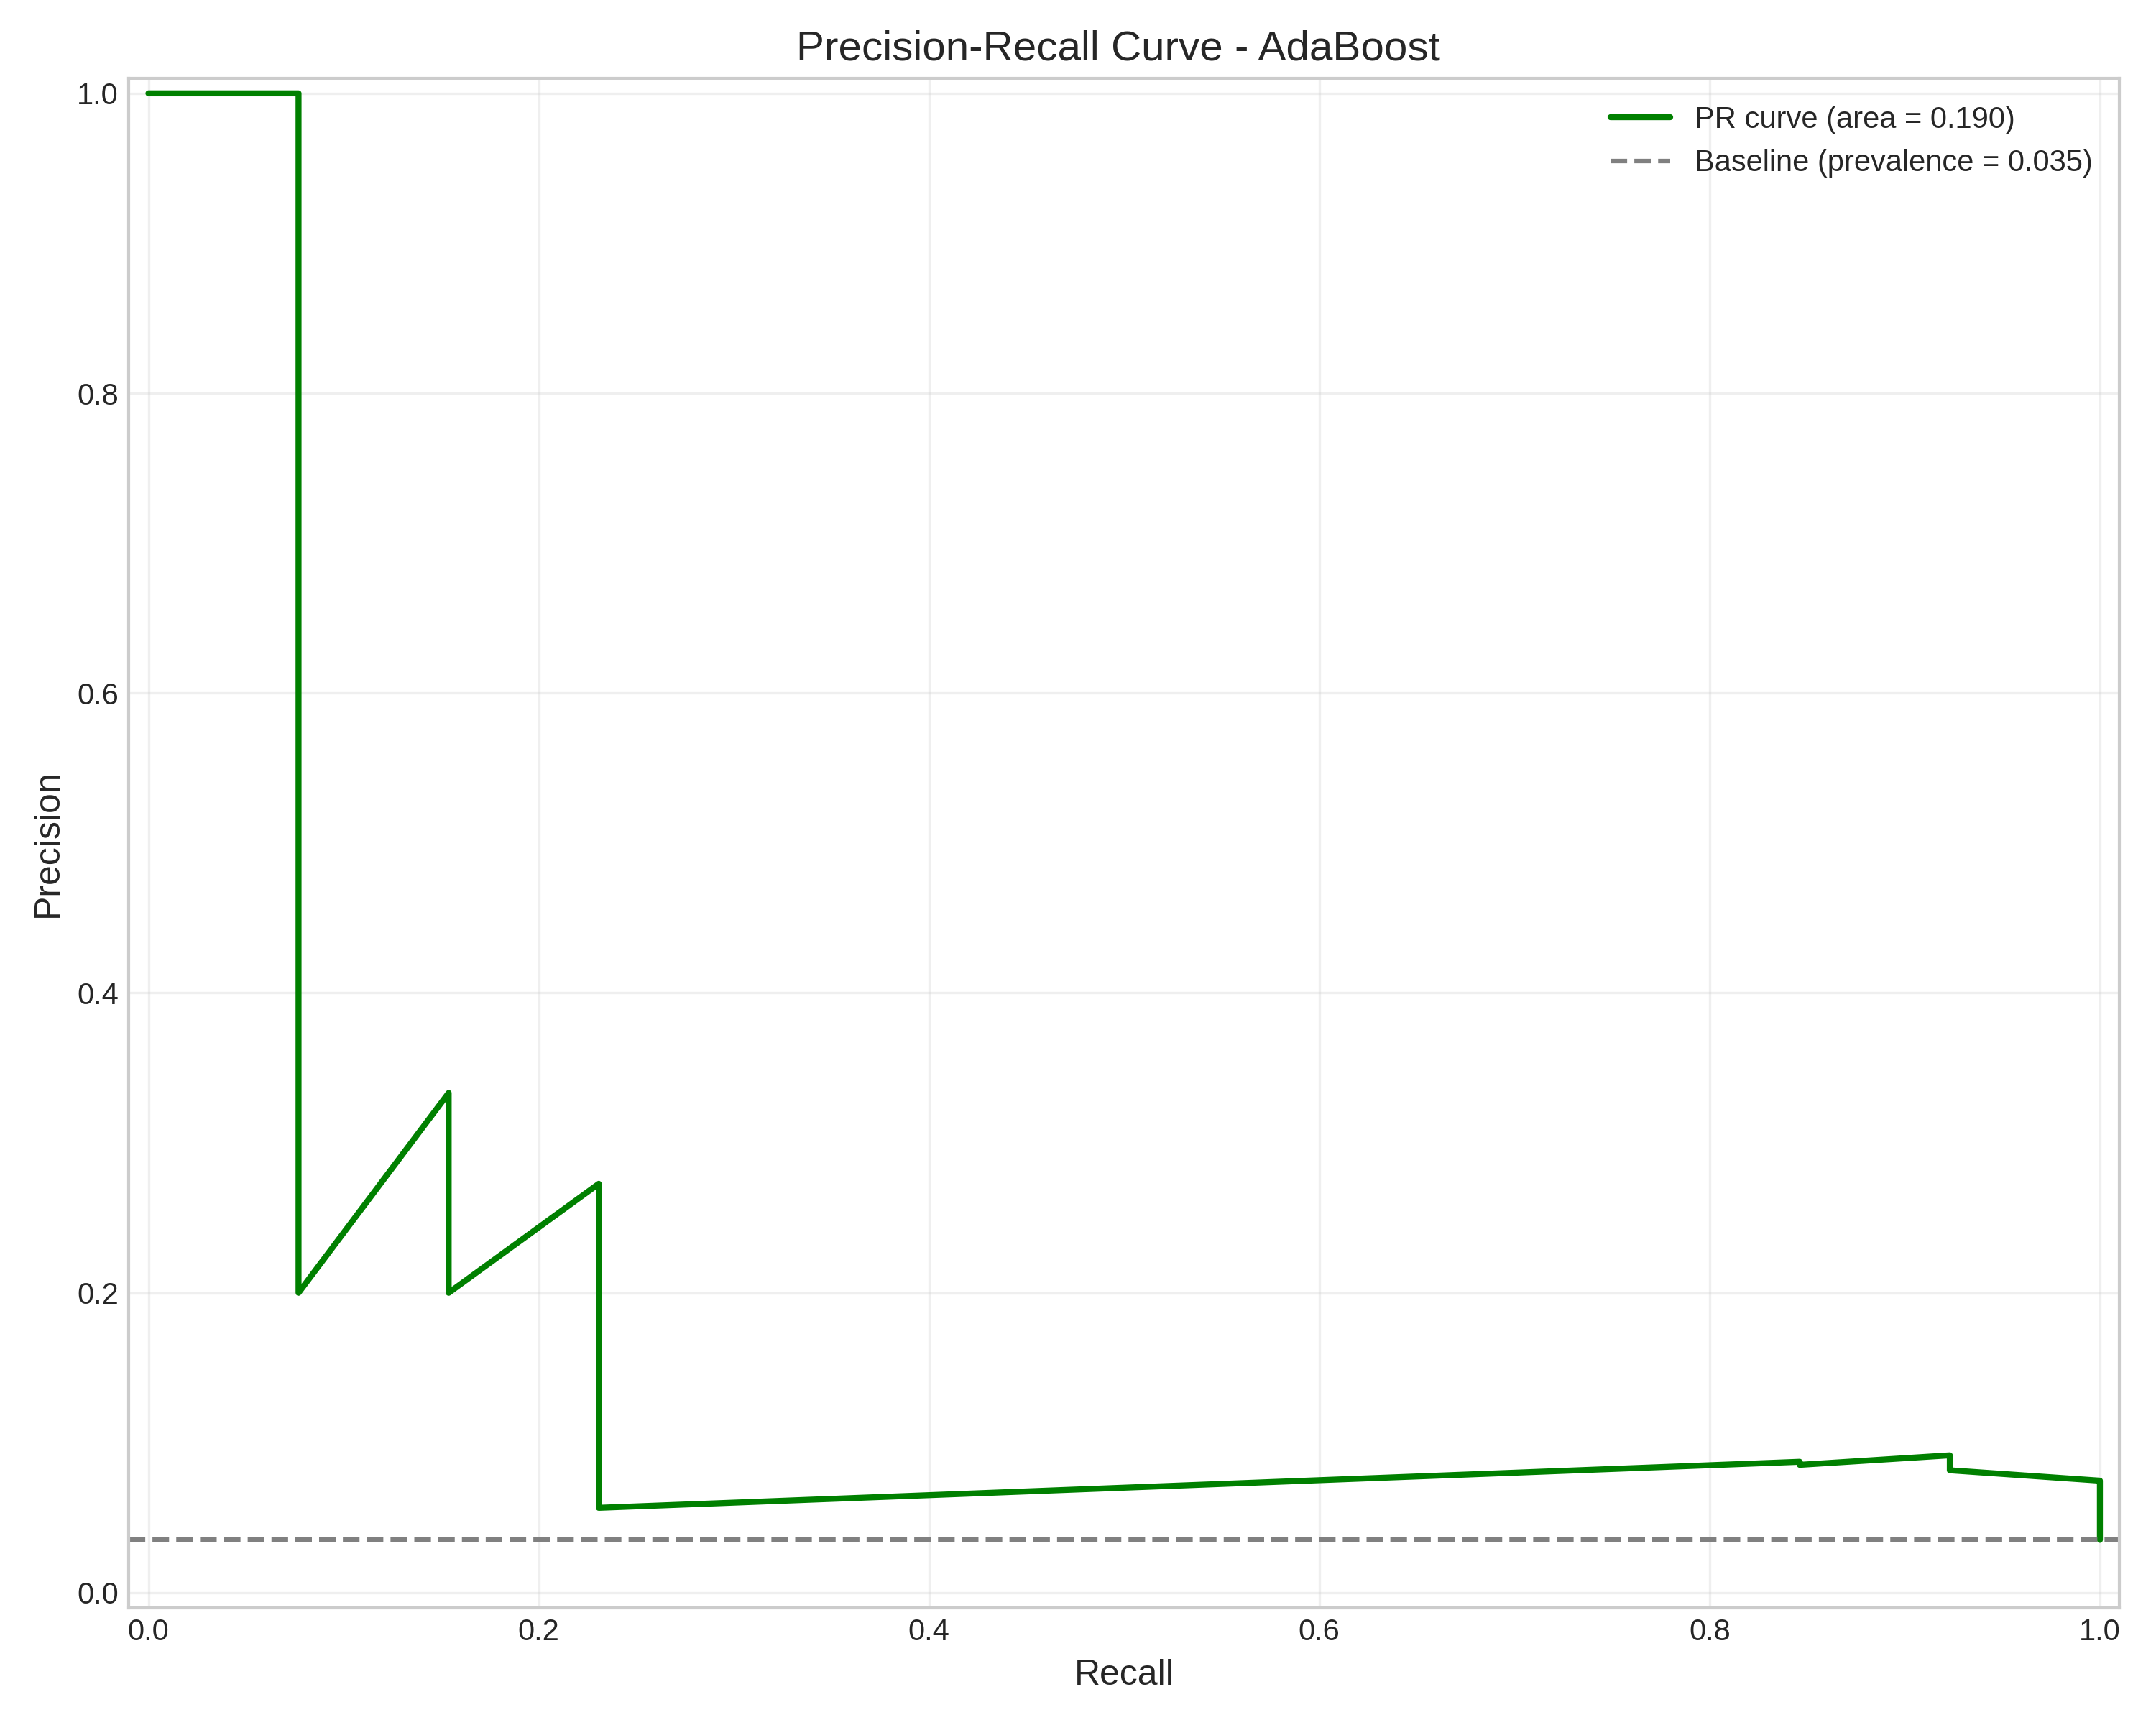 Precision-Recall Curve - AdaBoost
PR curve (area = 0.190)
Baseline (prevalence = 0.035)
Precision
1.0
0.8
0.6
0.4
0.2
0.0
0.0 0.2 0.4 0.6 0.8 1.0
Recall